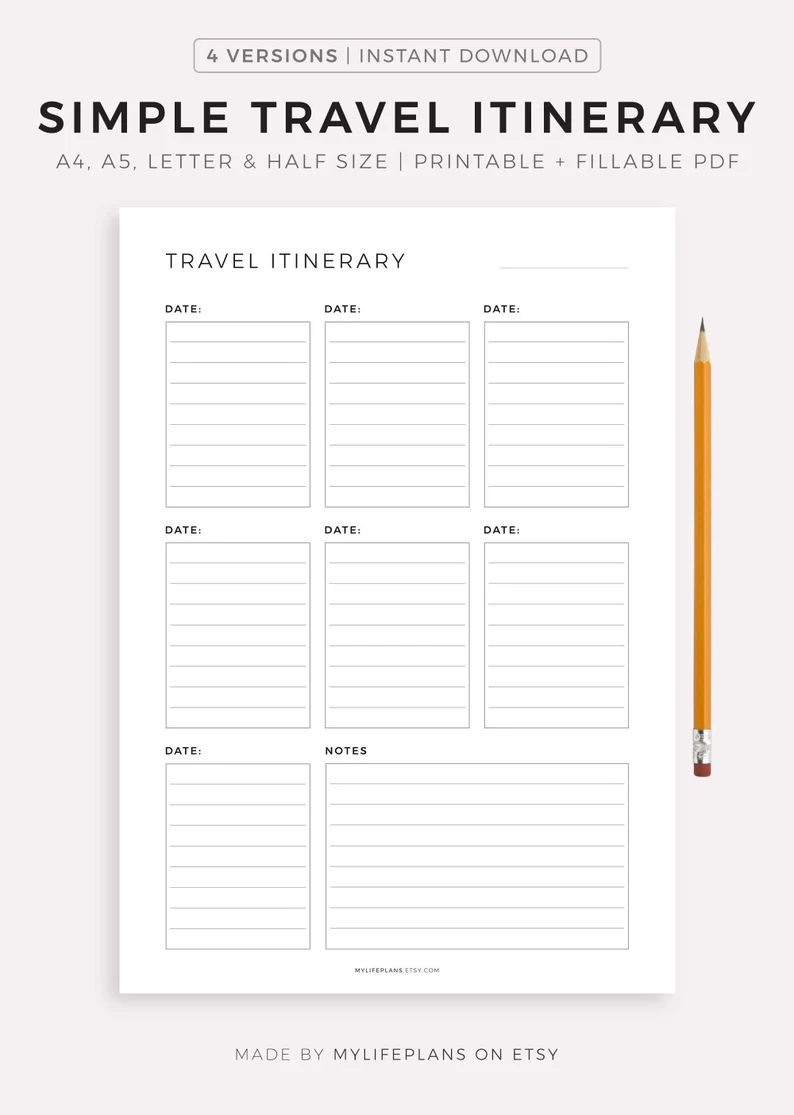 4 VERSIONS | INSTANT DOWNLOAD
SIMPLE TRAVEL ITINERARY
A4, A5, LETTER & HALF SIZE | PRINTABLE + FILLABLE PDF
TRAVEL ITINERARY
DATE: DATE: DATE:
DATE: DATE: DATE:
DATE: NOTES
MYLIFEPLANS.ETSY.COM
MADE BY MYLIFEPLANS ON ETSY